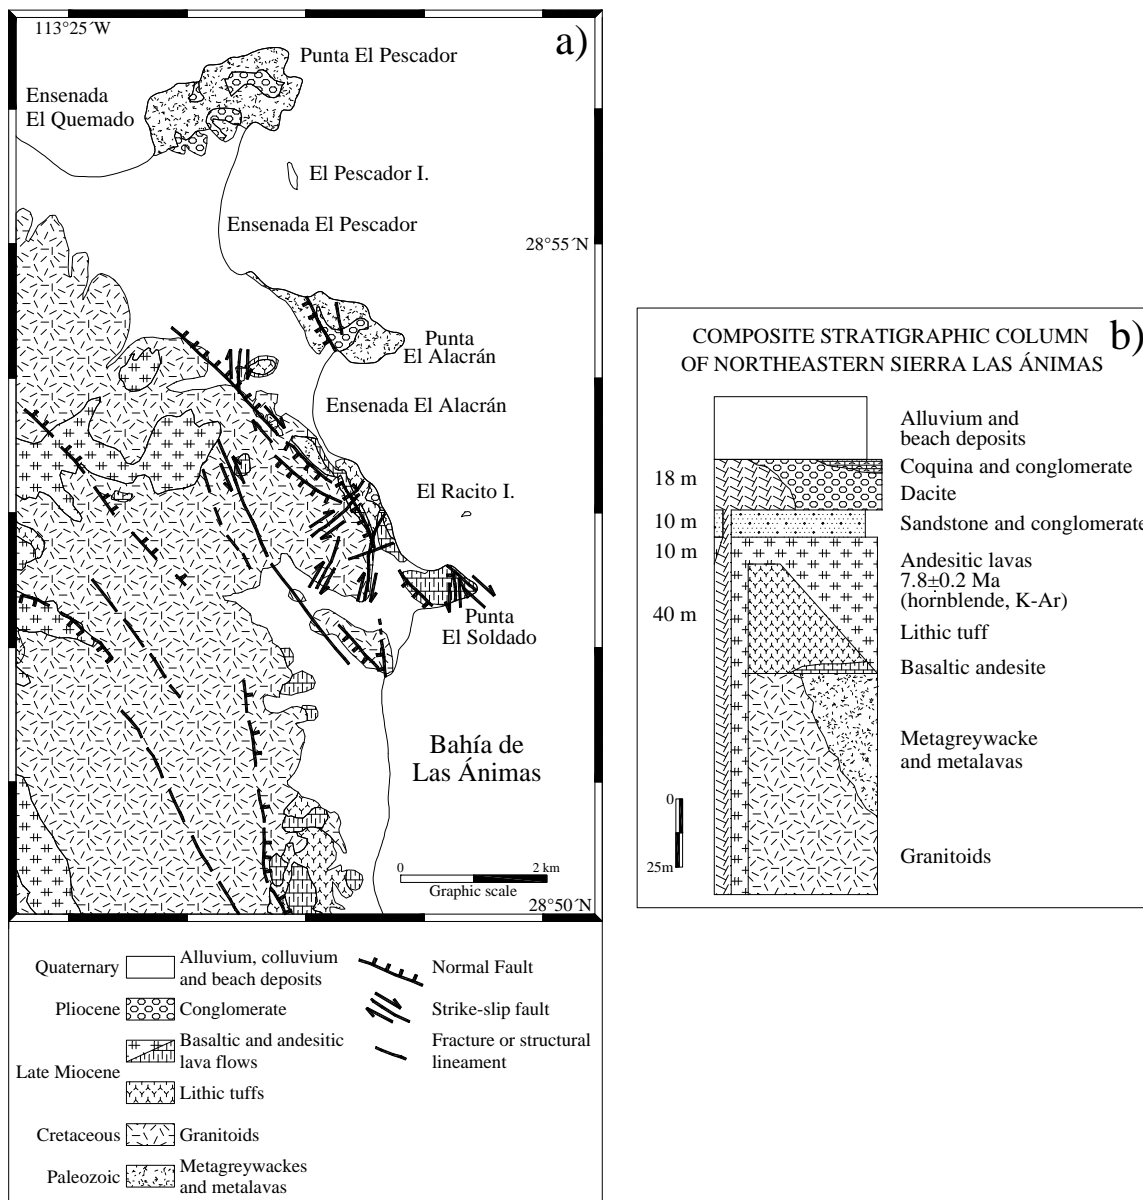 113°25´W
a)
Punta El Pescador
Ensenada
El Quemado
El Pescador I.
Ensenada El Pescador
28°55´N
Punta
El Alacrán
Ensenada El Alacrán
El Racito I.
Punta
El Soldado
Bahía de
Las Ánimas
0 2 km
Graphic scale
28°50´N
Quaternary
Alluvium, colluvium
and beach deposits
Pliocene
Conglomerate
Late Miocene
Basaltic and andesitic
lava flows
Lithic tuffs
Cretaceous
Granitoids
Paleozoic
Metagreywackes
and metalavas
Normal Fault
Strike-slip fault
Fracture or structural
lineament
b)
COMPOSITE STRATIGRAPHIC COLUMN
OF NORTHEASTERN SIERRA LAS ÁNIMAS
Alluvium and
beach deposits
Coquina and conglomerate
18 m
Dacite
10 m
Sandstone and conglomerate
10 m
Andesitic lavas
7.8±0.2 Ma
(hornblende, K-Ar)
40 m
Lithic tuff
Basaltic andesite
Metagreywacke
and metalavas
0
25m
Granitoids